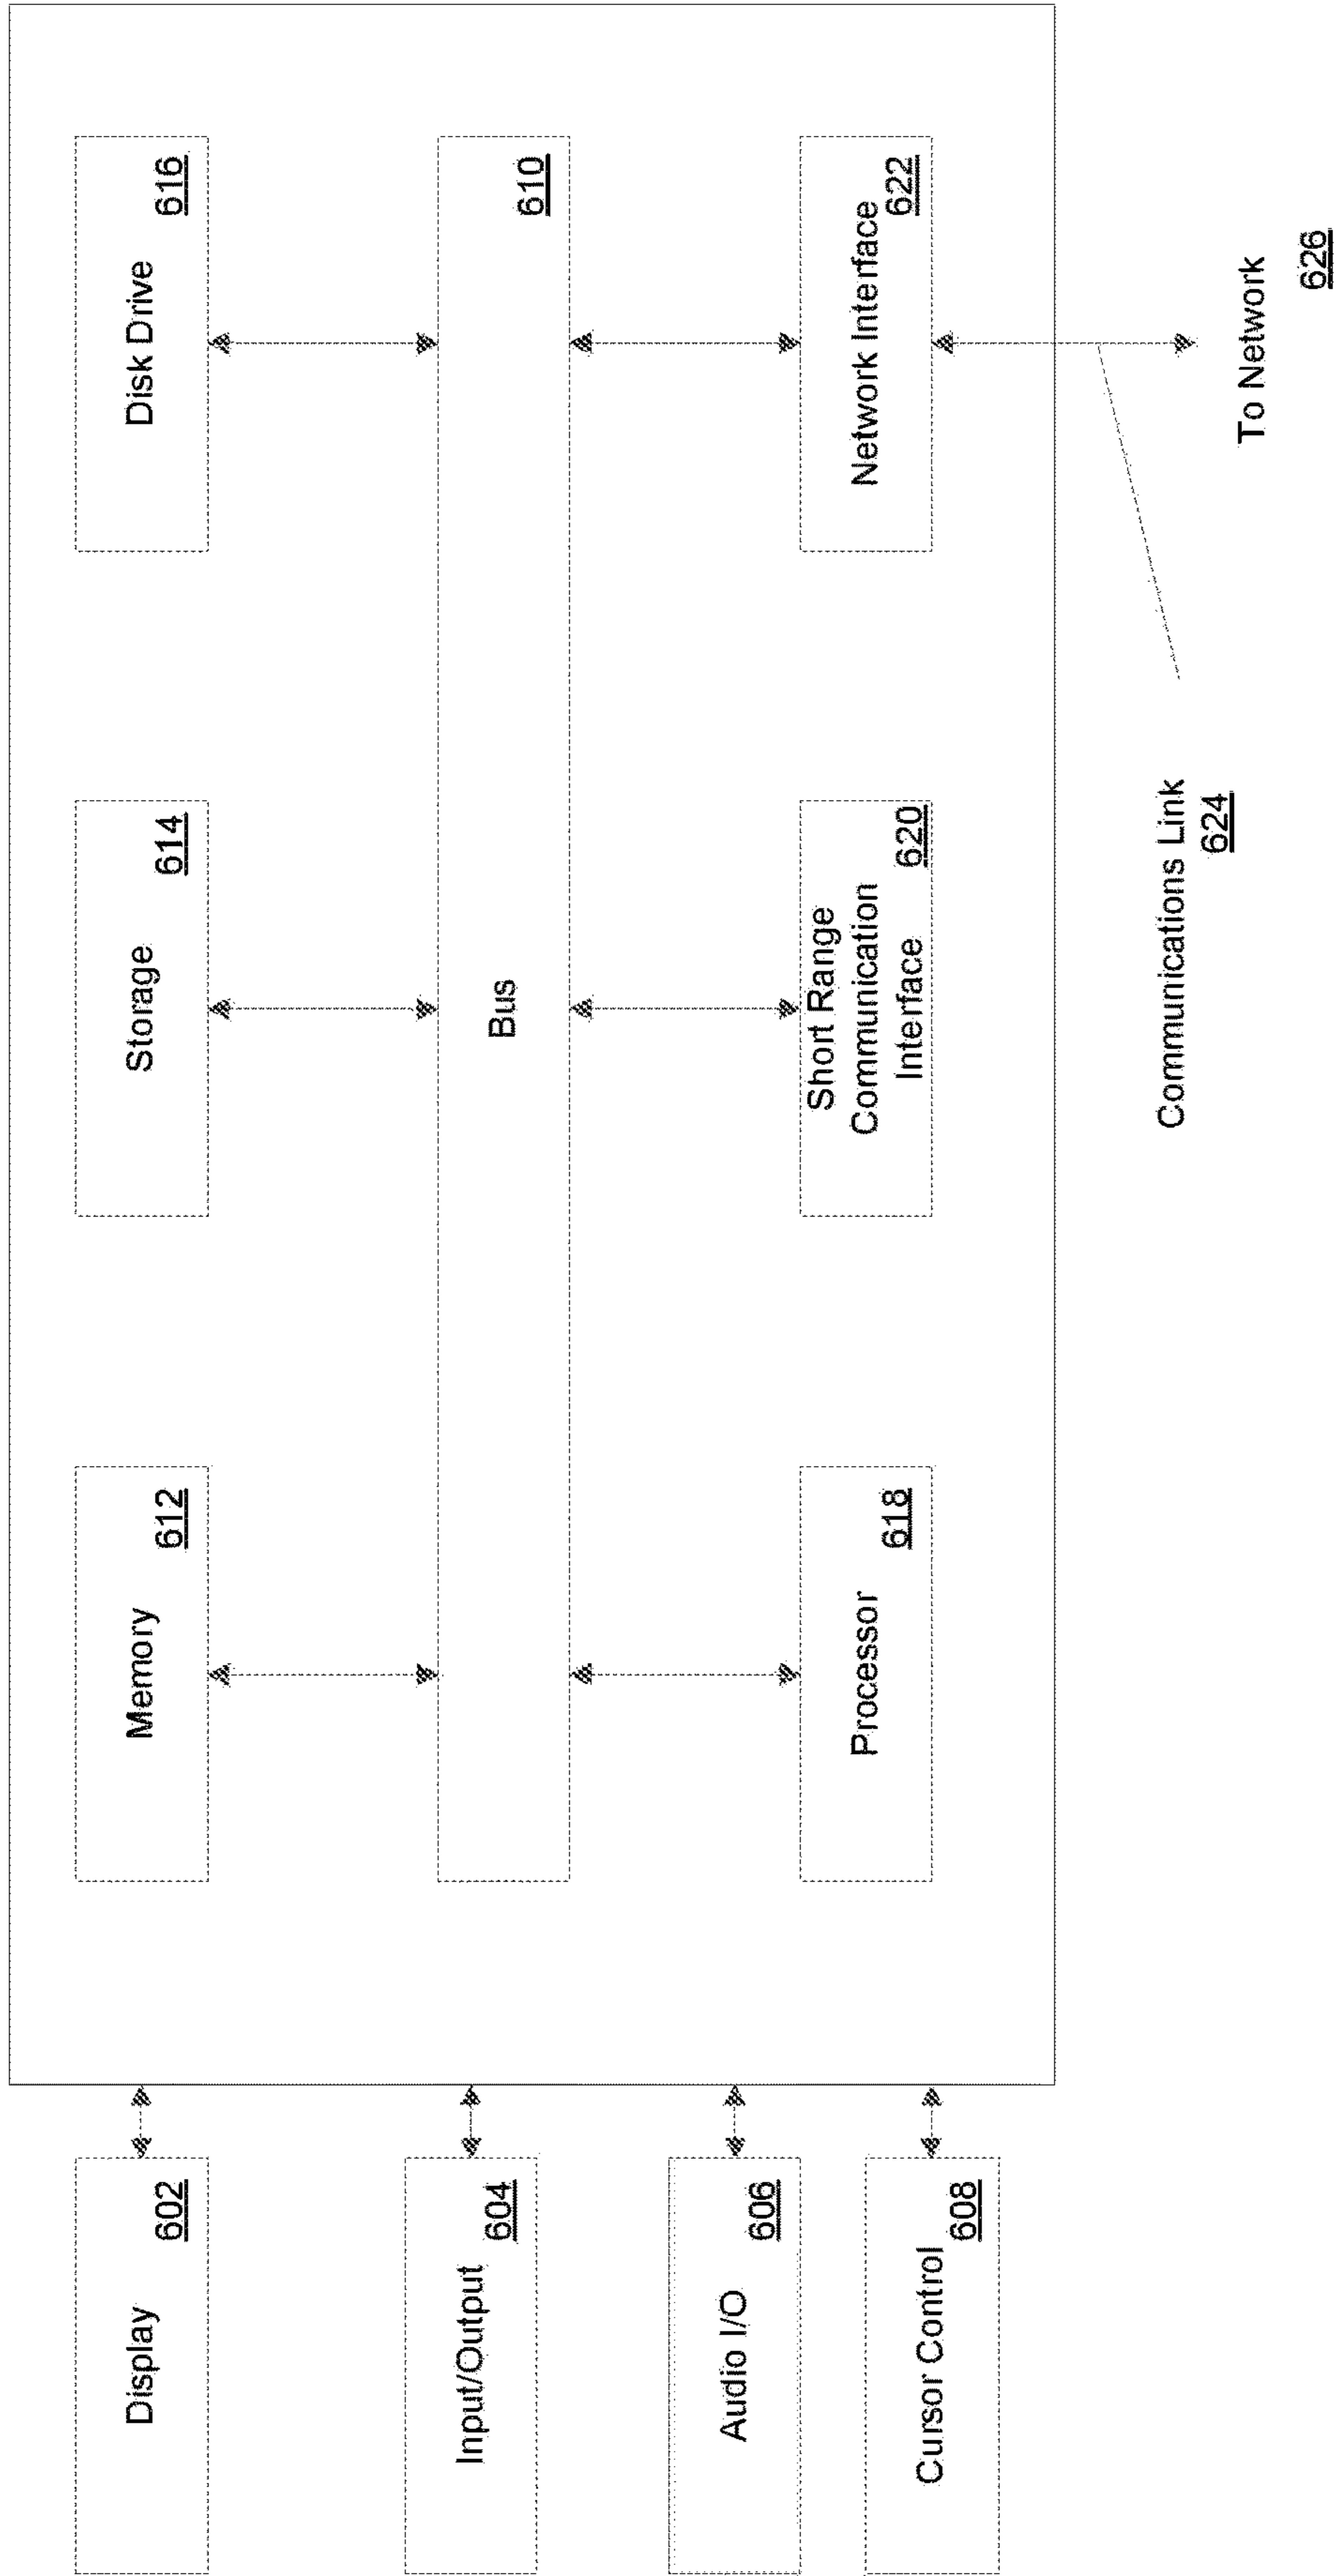 Display
602
Input/Output
604
Audio I/O
606
Cursor Control
608
Memory
612
Storage
614
Disk Drive
616
Bus
610
Processor
618
Short Range
Communication
Interface
620
Network Interface
622
Communications Link
624
To Network
626